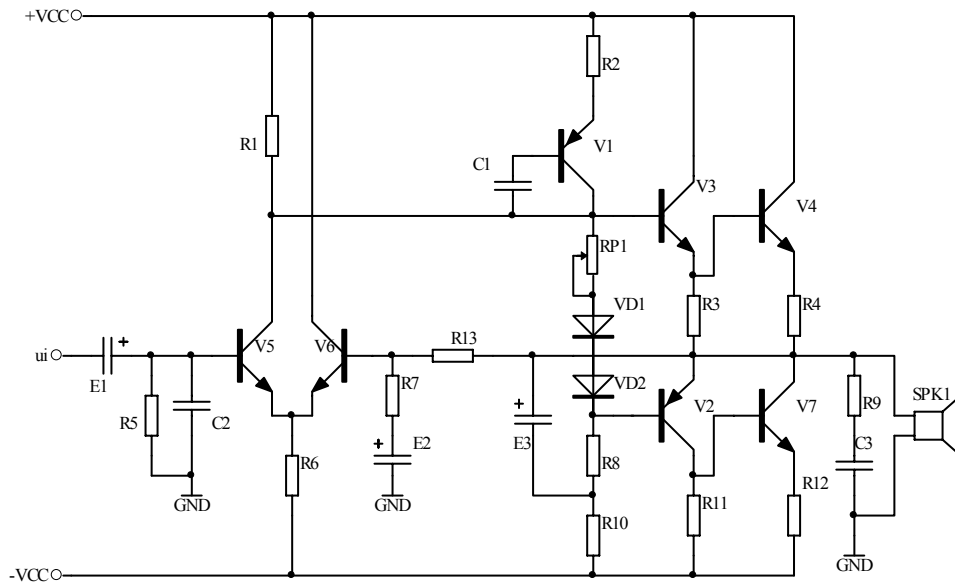 +VCC
R2
R1
V1
C1
V3
V4
RP1
R3
R4
VD1
V5
V6
R13
ui
E1
R7
VD2
V2
V7
R9
SPK1
R5
C2
E2
E3
R8
C3
R6
R12
GND
GND
R11
R10
GND
-VCC